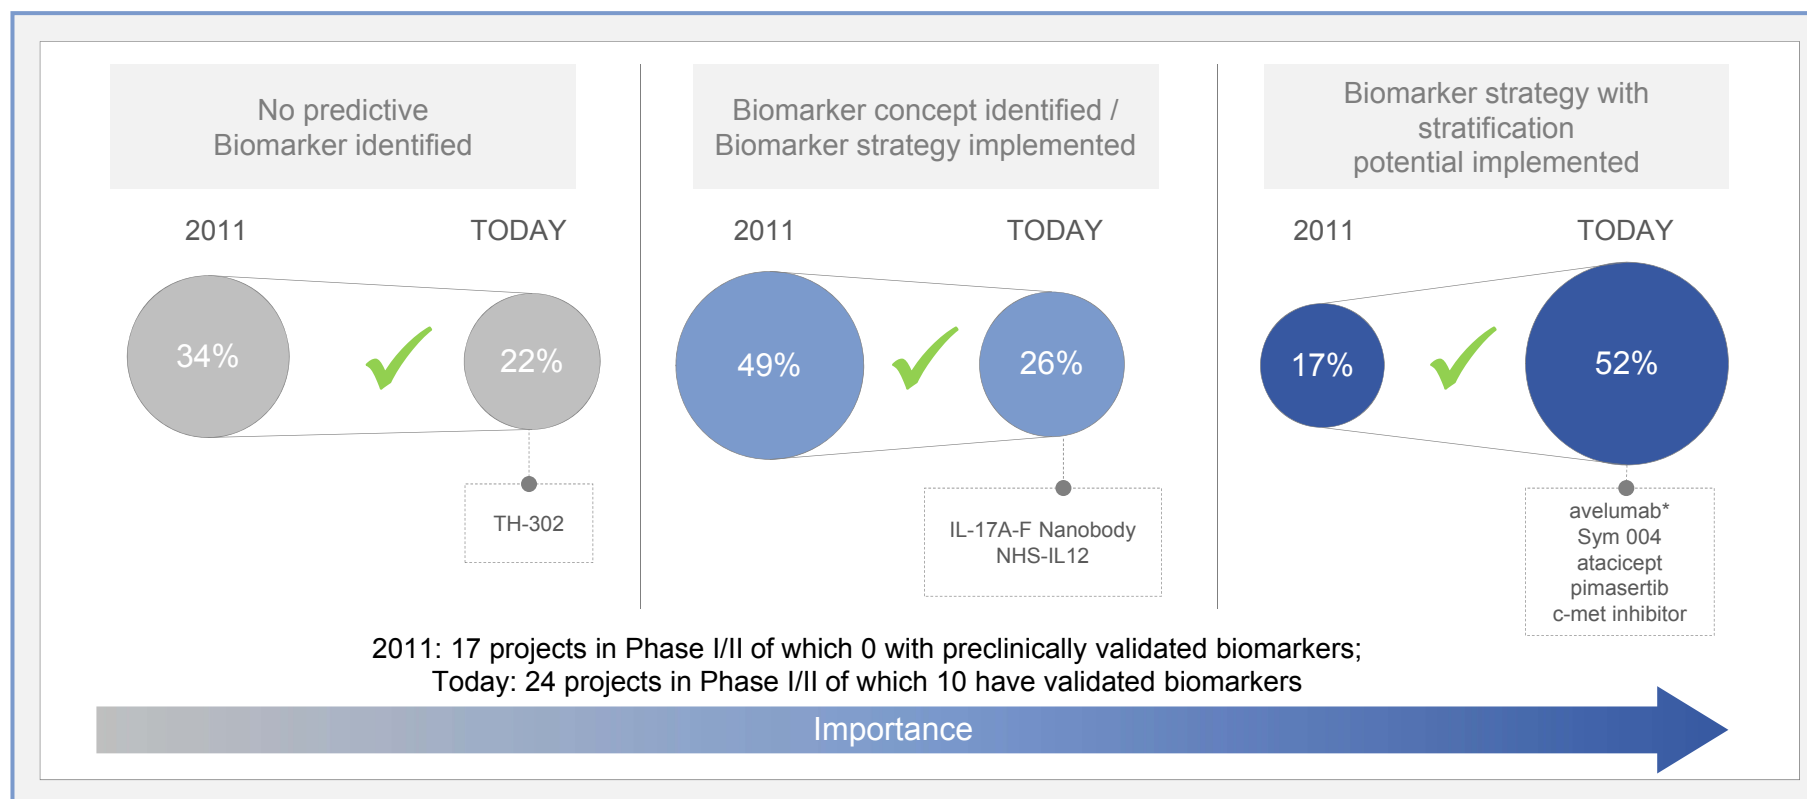 No predictive
Biomarker identified
2011
TODAY
34%
22%
TH-302
Biomarker concept identified /
Biomarker strategy implemented
2011
TODAY
49%
26%
IL-17A-F Nanobody
NHS-IL12
Biomarker strategy with
stratification
potential implemented
2011
TODAY
17%
52%
avelumab*
Sym 004
atacicept
pimasertib
c-met inhibitor
2011: 17 projects in Phase I/II of which 0 with preclinically validated biomarkers;
Today: 24 projects in Phase I/II of which 10 have validated biomarkers
Importance